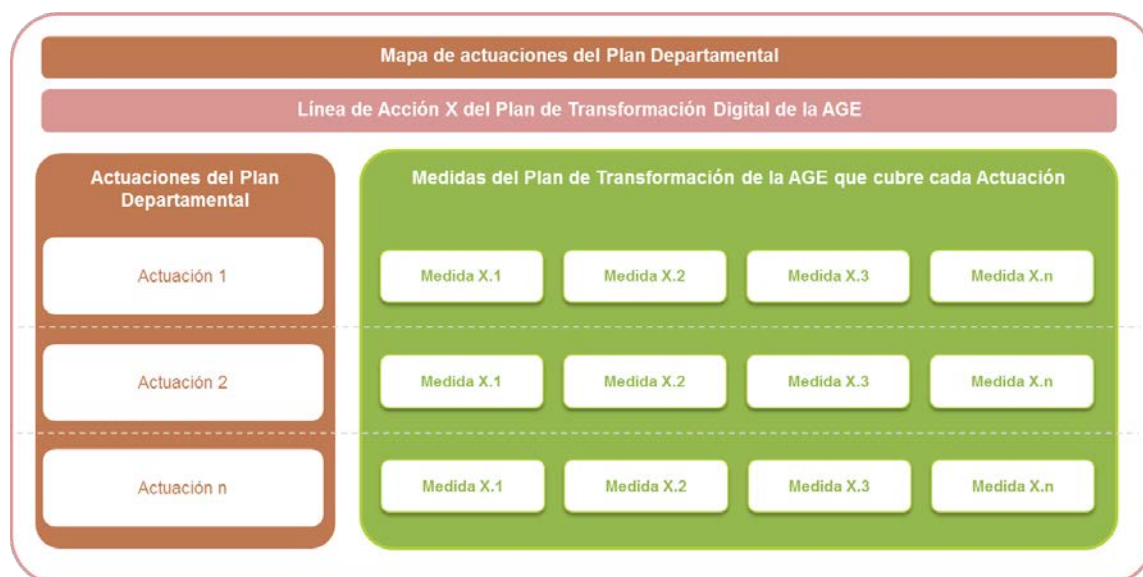 Mapa de actuaciones del Plan Departamental
Línea de Acción X del Plan de Transformación Digital de la AGE
Actuaciones del Plan
Departamental
Medidas del Plan de Transformación de la AGE que cubre cada Actuación
Actuación 1
Medida X.1
Medida X.2
Medida X.3
Medida X.n
Actuación 2
Medida X.1
Medida X.2
Medida X.3
Medida X.n
Actuación n
Medida X.1
Medida X.2
Medida X.3
Medida X.n